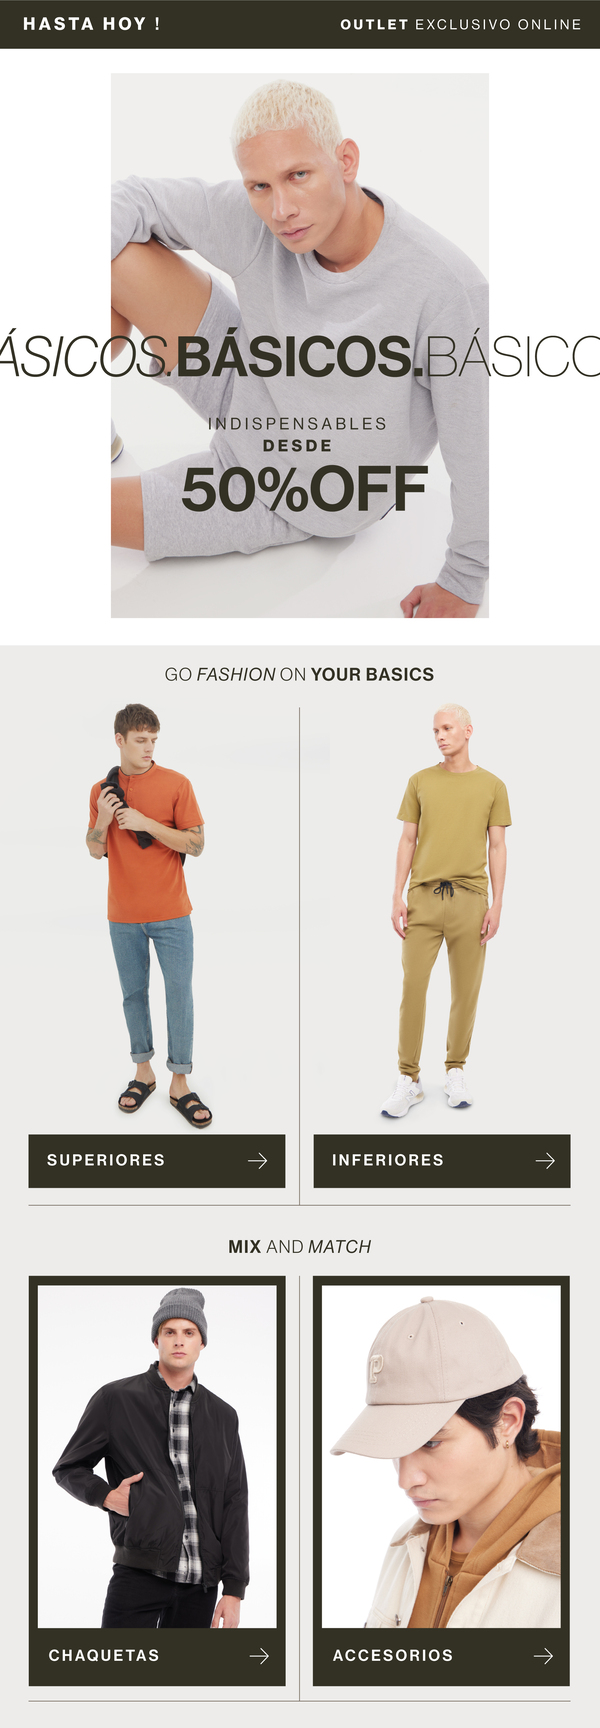 HASTA HOY !
OUTLET EXCLUSIVO ONLINE
ÁSICOS.BÁSICOS.BÁSICO
INDISPENSABLES
DESDE
50%OFF
GO FASHION ON YOUR BASICS
SUPERIORES
INFERIORES
MIX AND MATCH
P
CHAQUETAS
ACCESORIOS